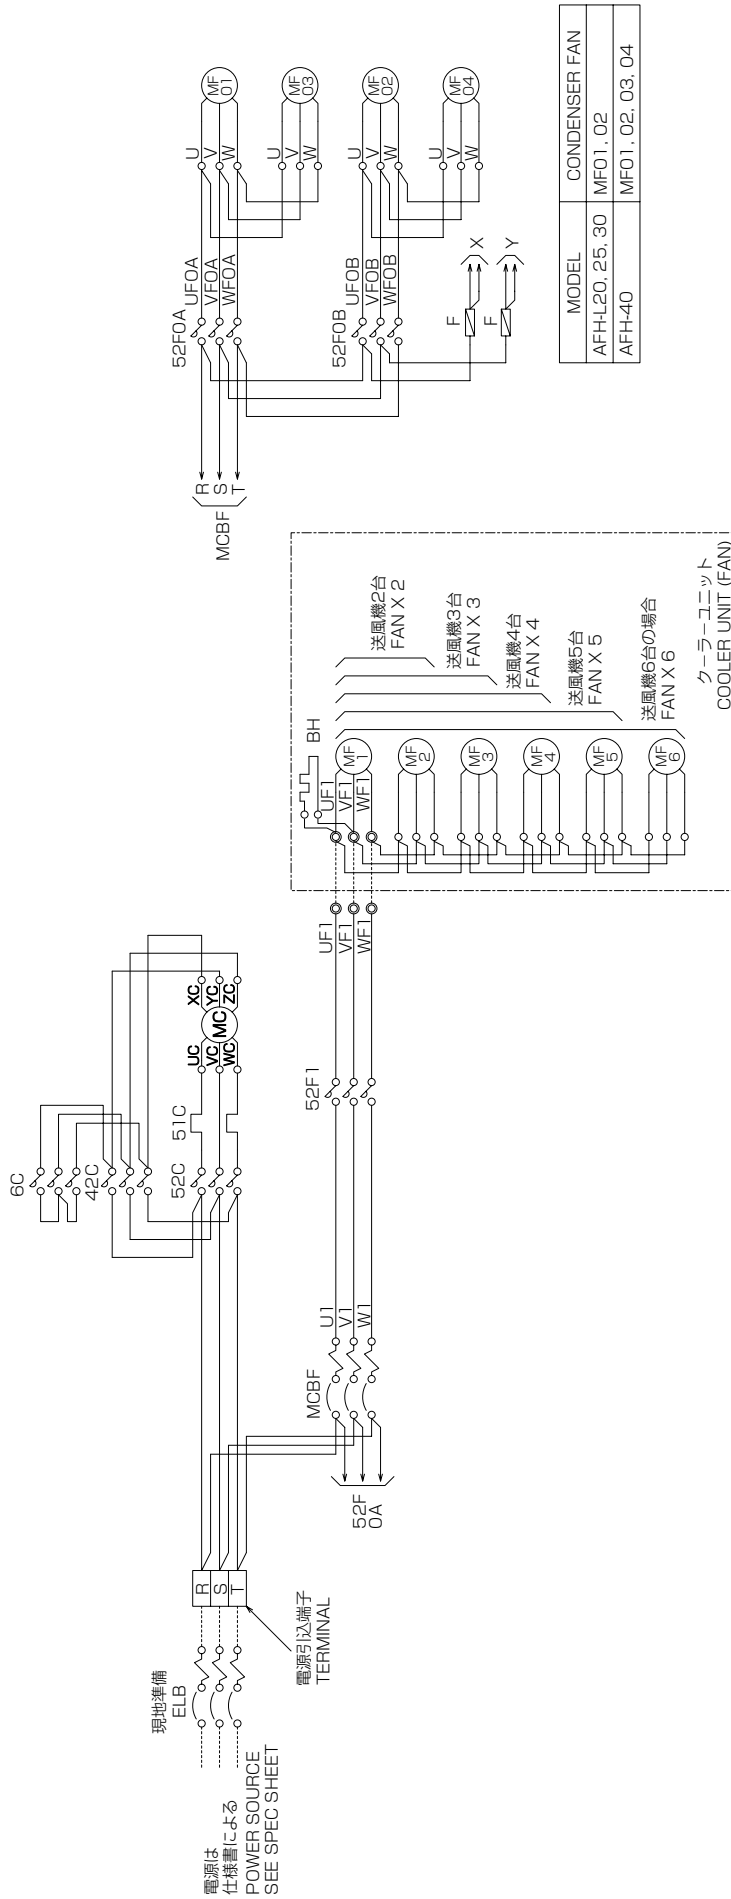 電源は
仕様書による
POWER SOURCE
SEE SPEC SHEET
現地準備
ELB
R
S
T
電源引込端子
TERMINAL
6C
42C
52C
51C
UC
VC
WC
MC
XC
YC
ZC
52F
0A
MCBF
U1
V1
W1
52F1
UF1
VF1
WF1
BH
UF1
VF1
WF1
MF
1
MF
2
MF
3
MF
4
MF
5
MF
6
送風機2台
FAN X 2
送風機3台
FAN X 3
送風機4台
FAN X 4
送風機5台
FAN X 5
送風機6台の場合
FAN X 6
クーラーユニット
COOLER UNIT (FAN)
MCBF
R
S
T
52F0A
UF0A
VF0A
WF0A
U
V
W
MF
01
U
V
W
MF
03
52F0B
UF0B
VF0B
WF0B
U
V
W
MF
02
U
V
W
MF
04
F
X
F
Y
MODEL CONDENSER FAN
AFH-L20, 25, 30 MF01, 02
AFH-40 MF01, 02, 03, 04